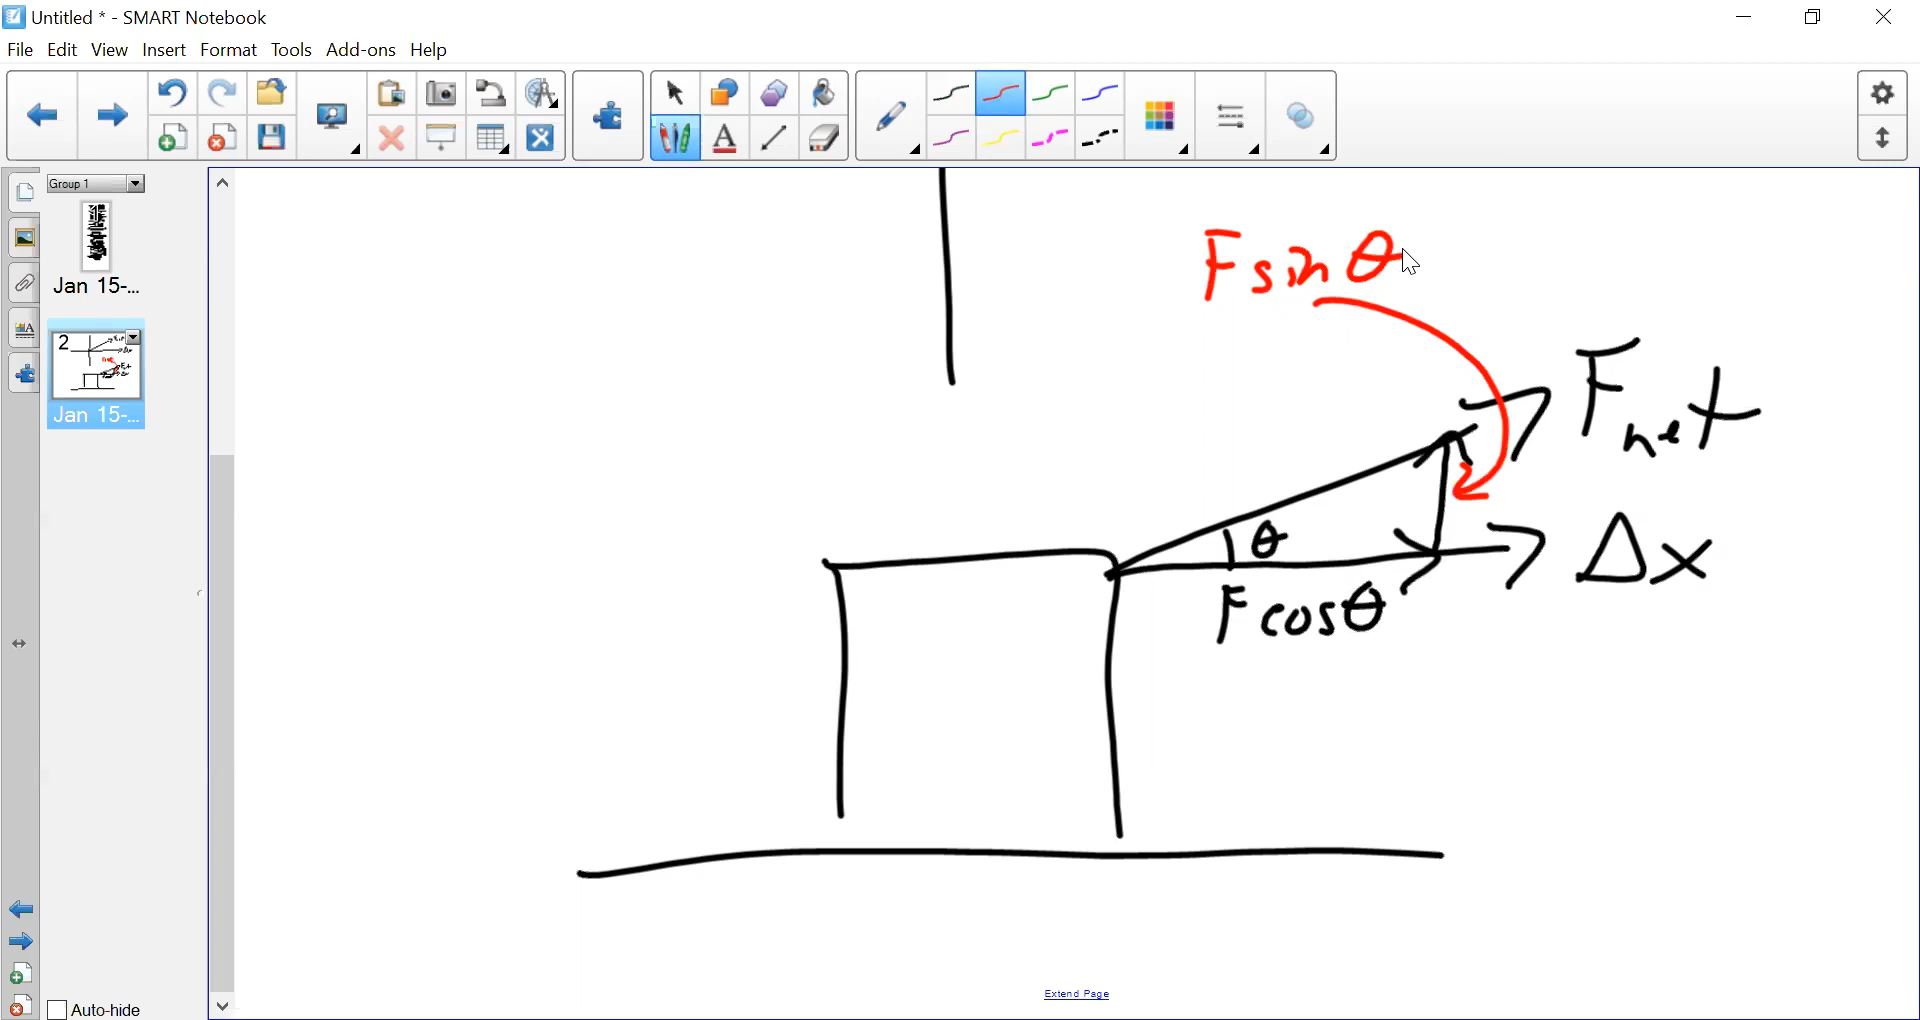 Untitled * - SMART Notebook
File Edit View Insert Format Tools Add-ons Help
Group 1
Jan 15-...
2
Jan 15-...
F sin θ
F net
θ
Δx
F cosθ
Extend Page
Auto-hide